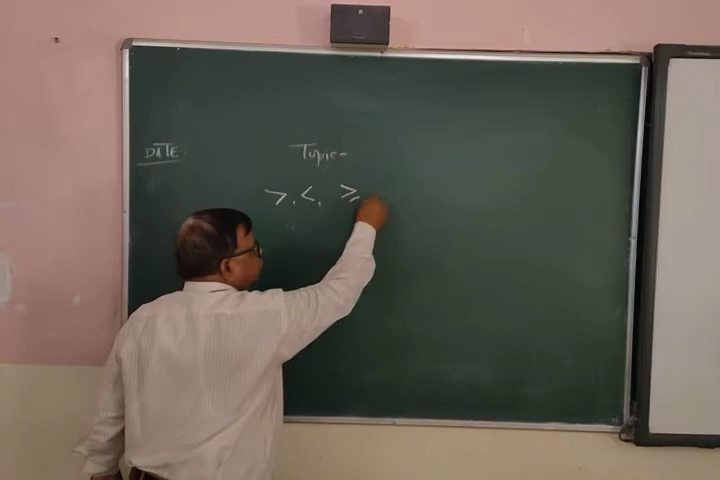 DATE:
Topic-
>, <, ≥